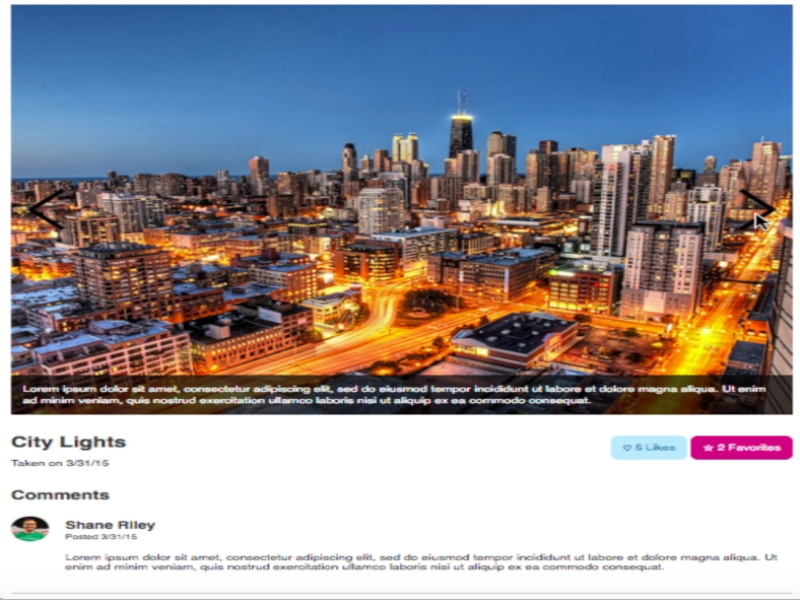 Lorem ipsum dolor sit amet, consectetur adipiscing elit, sed do eiusmod tempor incididunt ut labore et dolore magna aliqua. Ut enim
ad minim veniam, quis nostrud exercitation ullamco laboris nisi ut aliquip ex ea commodo consequat.
City Lights
5 Likes
2 Favorites
Taken on 3/31/15
Comments
Shane Riley
Posted 3/31/15
Lorem ipsum dolor sit amet, consectetur adipiscing elit, sed do eiusmod tempor incididunt ut labore et dolore magna aliqua. Ut
enim ad minim veniam, quis nostrud exercitation ullamco laboris nisi ut aliquip ex ea commodo consequat.